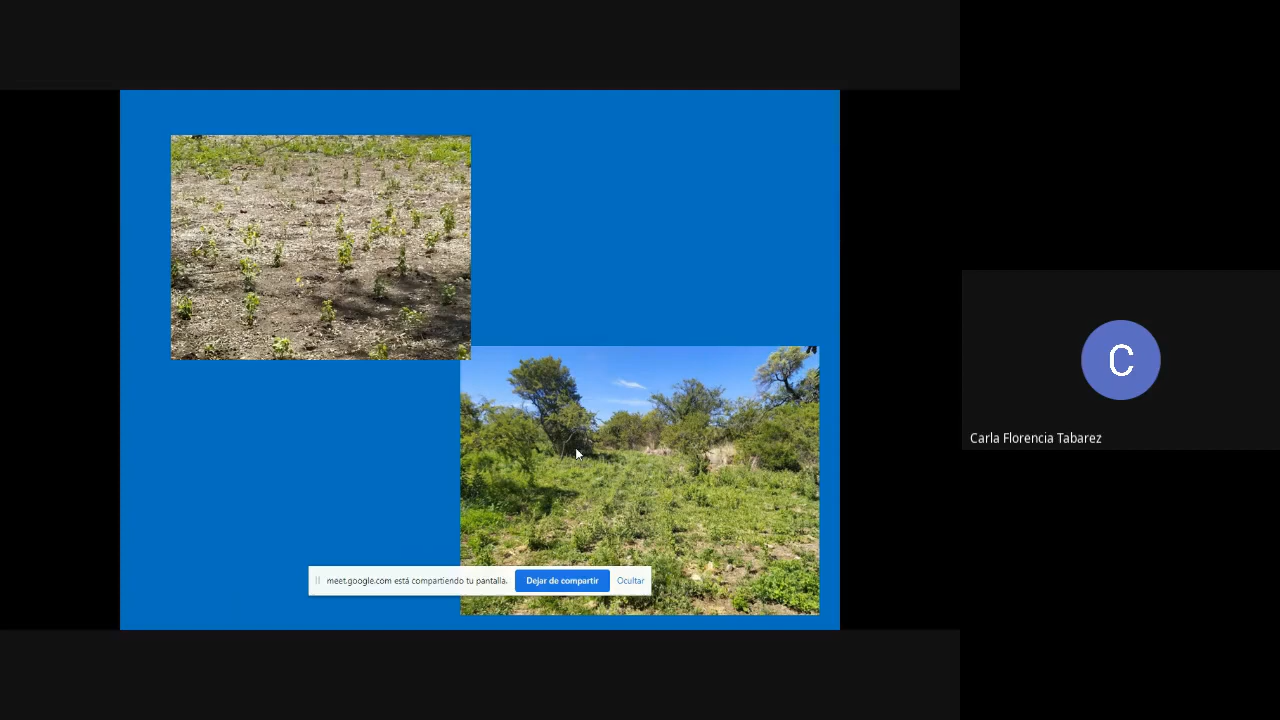 meet.google.com está compartiendo tu pantalla. Dejar de compartir Ocultar
C
Carla Florencia Tabarez